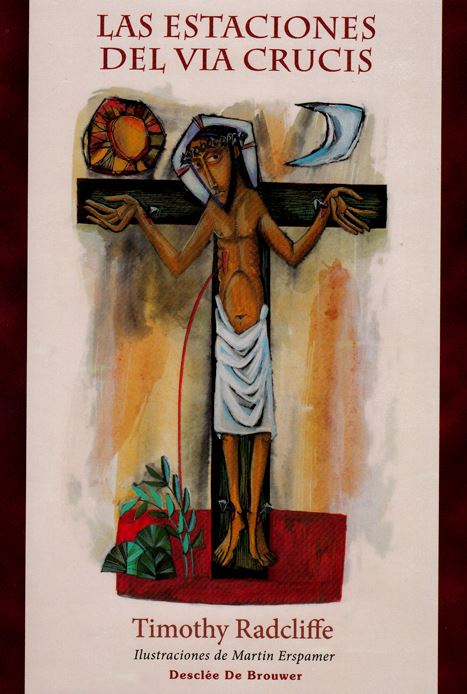 LAS ESTACIONES
DEL VIA CRUCIS
Timothy Radcliffe
Ilustraciones de Martin Erspamer
Desclée De Brouwer